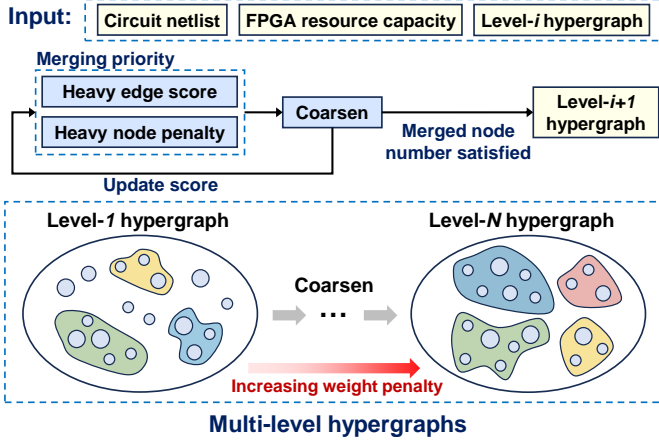 Input:
Circuit netlist
FPGA resource capacity
Level-i hypergraph
Merging priority
Heavy edge score
Heavy node penalty
Coarsen
Merged node
number satisfied
Level-i+1
hypergraph
Update score
Level-1 hypergraph
Level-N hypergraph
Coarsen
...
Increasing weight penalty
Multi-level hypergraphs